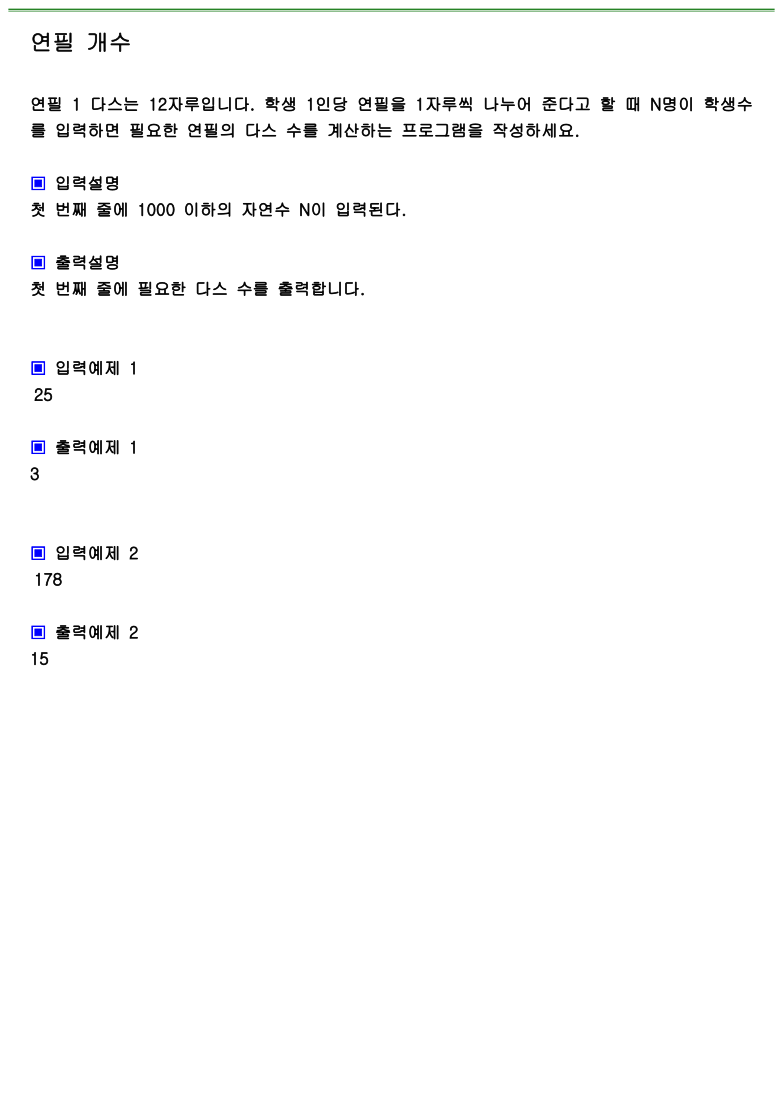 연필 개수
연필 1 다스는 12자루입니다. 학생 1인당 연필을 1자루씩 나누어 준다고 할 때 N명이 학생수
를 입력하면 필요한 연필의 다스 수를 계산하는 프로그램을 작성하세요.
▣ 입력설명
첫 번째 줄에 1000 이하의 자연수 N이 입력된다.
▣ 출력설명
첫 번째 줄에 필요한 다스 수를 출력합니다.
▣ 입력예제 1
25
▣ 출력예제 1
3
▣ 입력예제 2
178
▣ 출력예제 2
15